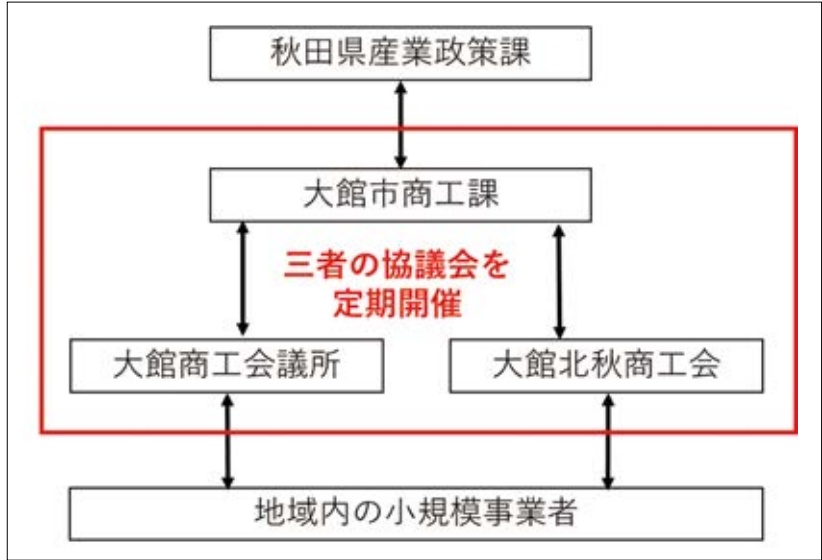 秋田県産業政策課
大館市商工課
三者の協議会を
定期開催
大館商工会議所
大館北秋商工会
地域内の小規模事業者